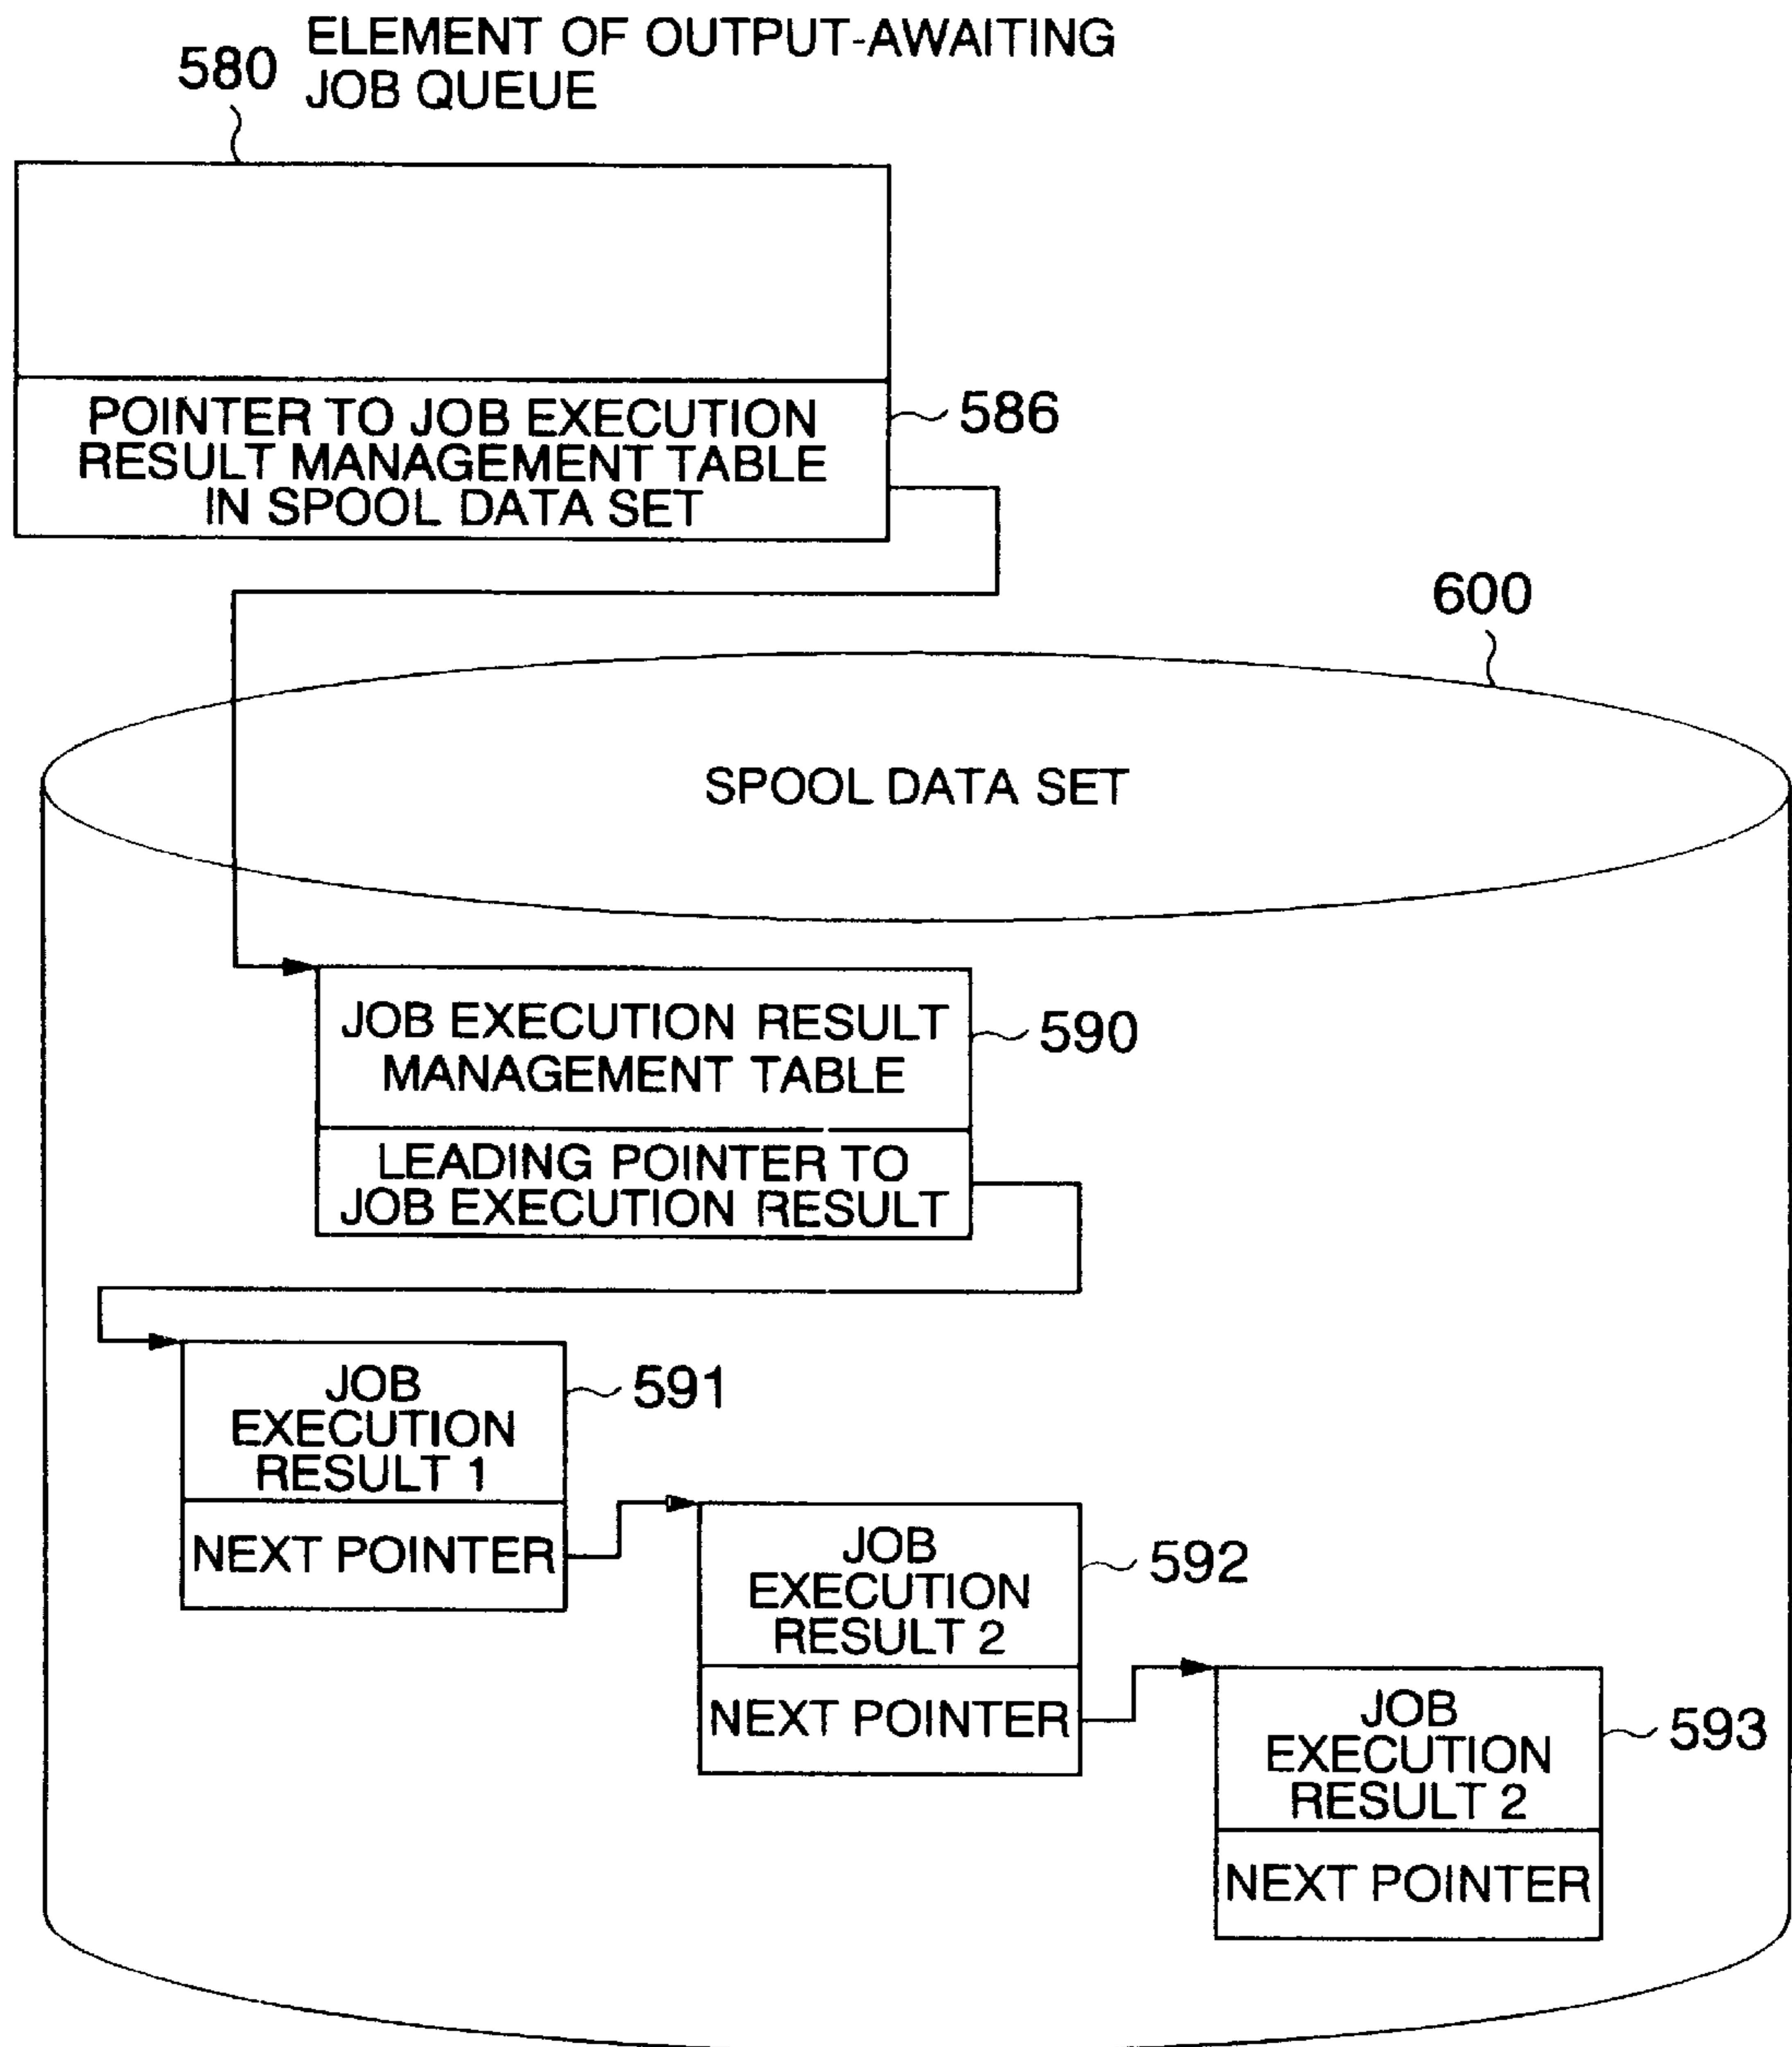 580
ELEMENT OF OUTPUT-AWAITING
JOB QUEUE
POINTER TO JOB EXECUTION
RESULT MANAGEMENT TABLE
IN SPOOL DATA SET
586
600
SPOOL DATA SET
JOB EXECUTION RESULT
MANAGEMENT TABLE
590
LEADING POINTER TO
JOB EXECUTION RESULT
JOB
EXECUTION
RESULT 1
591
NEXT POINTER
JOB
EXECUTION
RESULT 2
592
NEXT POINTER
JOB
EXECUTION
RESULT 2
593
NEXT POINTER